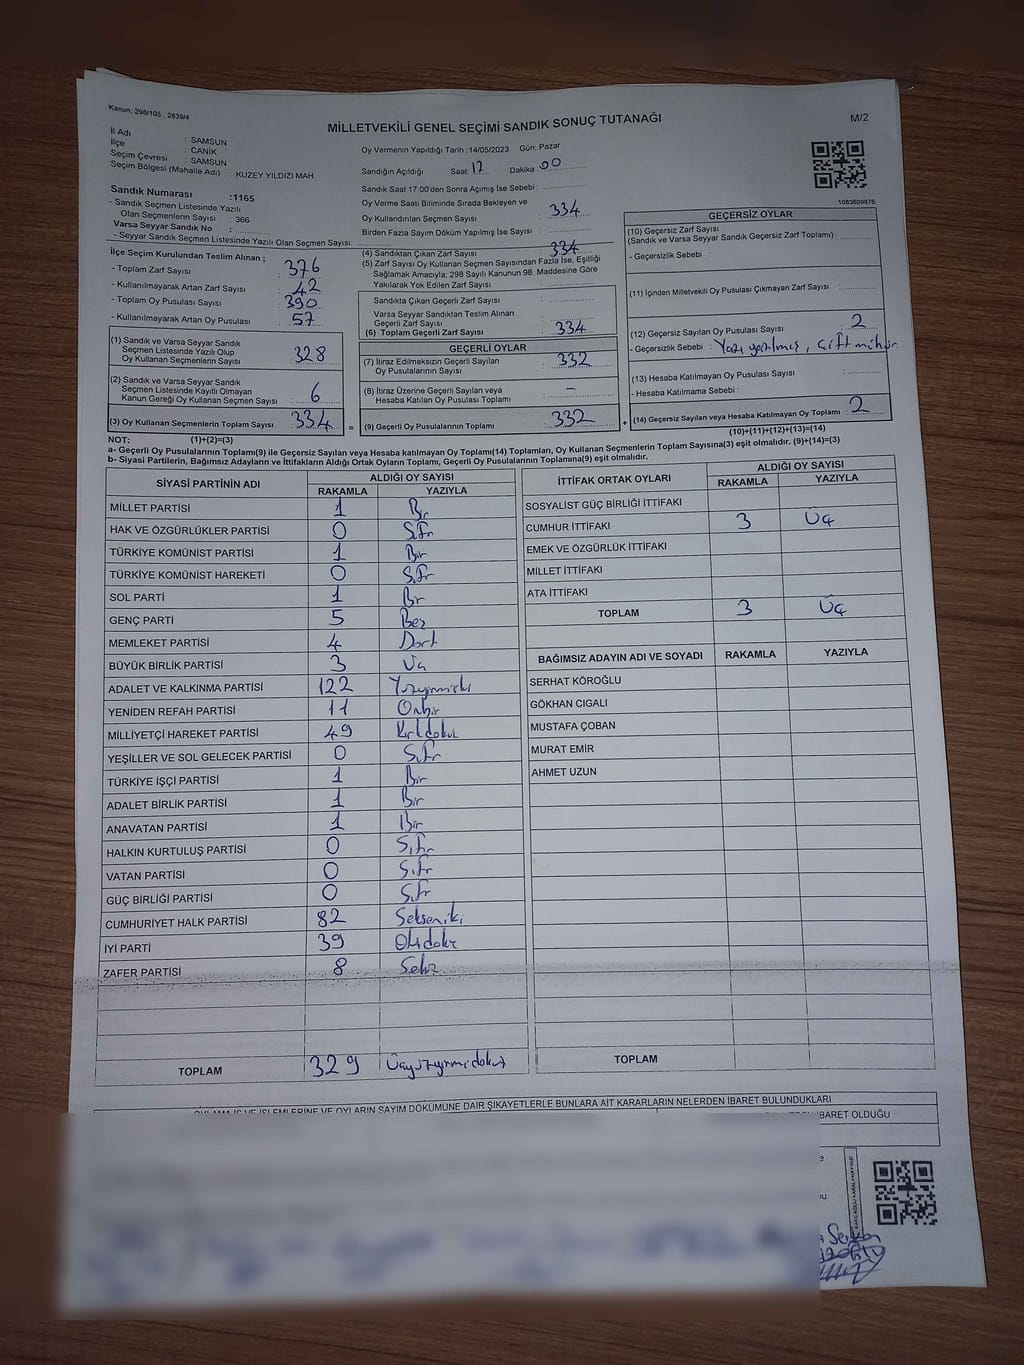 Kanun; 298/105 , 2839/4
MİLLETVEKİLİ GENEL SEÇİMİ SANDIK SONUÇ TUTANAĞI
M/2
İl Adı : SAMSUN
İlçe : CANİK
Seçim Çevresi : SAMSUN
Seçim Bölgesi (Mahalle Adı) : KUZEY YILDIZI MAH.
Sandık Numarası :1165
- Sandık Seçmen Listesinde Yazılı
Olan Seçmenlerin Sayısı : 366
Varsa Seyyar Sandık No :
- Seyyar Sandık Seçmen Listesinde Yazılı Olan Seçmen Sayısı:
Oy Vermenin Yapıldığı Tarih :14/05/2023 Gün: Pazar
Sandığın Açıldığı Saat 17 Dakika 00
Sandık Saat 17:00'den Sonra Açımış İse Sebebi :
Oy Verme Saati Bitiminde Sırada Bekleyen ve
Oy Kullandırılan Seçmen Sayısı : 334
Birden Fazla Sayım Döküm Yapılmış İse Sayısı :
1083609876
İlçe Seçim Kurulundan Teslim Alınan ;
- Toplam Zarf Sayısı : 376
- Kullanılmayarak Artan Zarf Sayısı : 42
- Toplam Oy Pusulası Sayısı : 390
- Kullanılmayarak Artan Oy Pusulası : 57
(1) Sandık ve Varsa Seyyar Sandık
Seçmen Listesinde Yazılı Olup
Oy Kullanan Seçmenlerin Sayısı : 328
(2) Sandık ve Varsa Seyyar Sandık
Seçmen Listesinde Kayıtlı Olmayan
Kanun Gereği Oy Kullanan Seçmen Sayısı : 6
(3) Oy Kullanan Seçmenlerin Toplam Sayısı : 334
(4) Sandıktan Çıkan Zarf Sayısı : 334
(5) Zarf Sayısı Oy Kullanan Seçmen Sayısından Fazla İse, Eşitliği
Sağlamak Amacıyla; 298 Sayılı Kanunun 98. Maddesine Göre
Yakılarak Yok Edilen Zarf Sayısı :
Sandıkta Çıkan Geçerli Zarf Sayısı :
Varsa Seyyar Sandıktan Teslim Alınan
Geçerli Zarf Sayısı :
(6) Toplam Geçerli Zarf Sayısı : 334
GEÇERLİ OYLAR
(7) İtiraz Edilmeksizin Geçerli Sayılan
Oy Pusulalarının Sayısı : 332
(8) İtiraz Üzerine Geçerli Sayılan veya
Hesaba Katılan Oy Pusulası Toplamı : –
= (9) Geçerli Oy Pusulalarının Toplamı : 332
GEÇERSİZ OYLAR
(10) Geçersiz Zarf Sayısı
(Sandık ve Varsa Seyyar Sandık Geçersiz Zarf Toplamı) :
- Geçersizlik Sebebi :
(11) İçinden Milletvekili Oy Pusulası Çıkmayan Zarf Sayısı :
(12) Geçersiz Sayılan Oy Pusulası Sayısı : 2
- Geçersizlik Sebebi : Yazı yazılmış, Çift mühür
(13) Hesaba Katılmayan Oy Pusulası Sayısı :
- Hesaba Katılmama Sebebi :
+ (14) Geçersiz Sayılan veya Hesaba Katılmayan Oy Toplamı : 2
NOT: (1)+(2)=(3)
(10)+(11)+(12)+(13)=(14)
a- Geçerli Oy Pusulalarının Toplamı(9) ile Geçersiz Sayılan veya Hesaba katılmayan Oy Toplamı(14) Toplamları, Oy Kullanan Seçmenlerin Toplam Sayısına(3) eşit olmalıdır. (9)+(14)=(3)
b- Siyasi Partilerin, Bağımsız Adayların ve İttifakların Aldığı Ortak Oyların Toplamı, Geçerli Oy Pusulalarının Toplamına(9) eşit olmalıdır.
SİYASİ PARTİNİN ADI ALDIĞI OY SAYISI
RAKAMLA YAZIYLA
MİLLET PARTİSİ 1 Bir
HAK VE ÖZGÜRLÜKLER PARTİSİ 0 Sıfır
TÜRKİYE KOMÜNİST PARTİSİ 1 Bir
TÜRKİYE KOMÜNİST HAREKETİ 0 Sıfır
SOL PARTİ 1 Bir
GENÇ PARTİ 5 Beş
MEMLEKET PARTİSİ 4 Dört
BÜYÜK BİRLİK PARTİSİ 3 Üç
ADALET VE KALKINMA PARTİSİ 122 Yüzyirmiiki
YENİDEN REFAH PARTİSİ 11 Onbir
MİLLİYETÇİ HAREKET PARTİSİ 49 Kırkdokuz
YEŞİLLER VE SOL GELECEK PARTİSİ 0 Sıfır
TÜRKİYE İŞÇİ PARTİSİ 1 Bir
ADALET BİRLİK PARTİSİ 1 Bir
ANAVATAN PARTİSİ 1 Bir
HALKIN KURTULUŞ PARTİSİ 0 Sıfır
VATAN PARTİSİ 0 Sıfır
GÜÇ BİRLİĞİ PARTİSİ 0 Sıfır
CUMHURİYET HALK PARTİSİ 82 Sekseniki
İYİ PARTİ 39 Otuzdokuz
ZAFER PARTİSİ 8 Sekiz
TOPLAM 329 Üçyüzyirmidokuz
İTTİFAK ORTAK OYLARI ALDIĞI OY SAYISI
RAKAMLA YAZIYLA
SOSYALİST GÜÇ BİRLİĞİ İTTİFAKI
CUMHUR İTTİFAKI 3 Üç
EMEK VE ÖZGÜRLÜK İTTİFAKI
MİLLET İTTİFAKI
ATA İTTİFAKI
TOPLAM 3 Üç
BAĞIMSIZ ADAYIN ADI VE SOYADI RAKAMLA YAZIYLA
SERHAT KÖROĞLU
GÖKHAN CIGALI
MUSTAFA ÇOBAN
MURAT EMİR
AHMET UZUN
TOPLAM
OYLAMA İŞ VE İŞLEMLERİNE VE OYLARIN SAYIM DÖKÜMÜNE DAİR ŞİKAYETLERLE BUNLARA AİT KARARLARIN NELERDEN İBARET BULUNDUKLARI
İBARET OLDUĞU